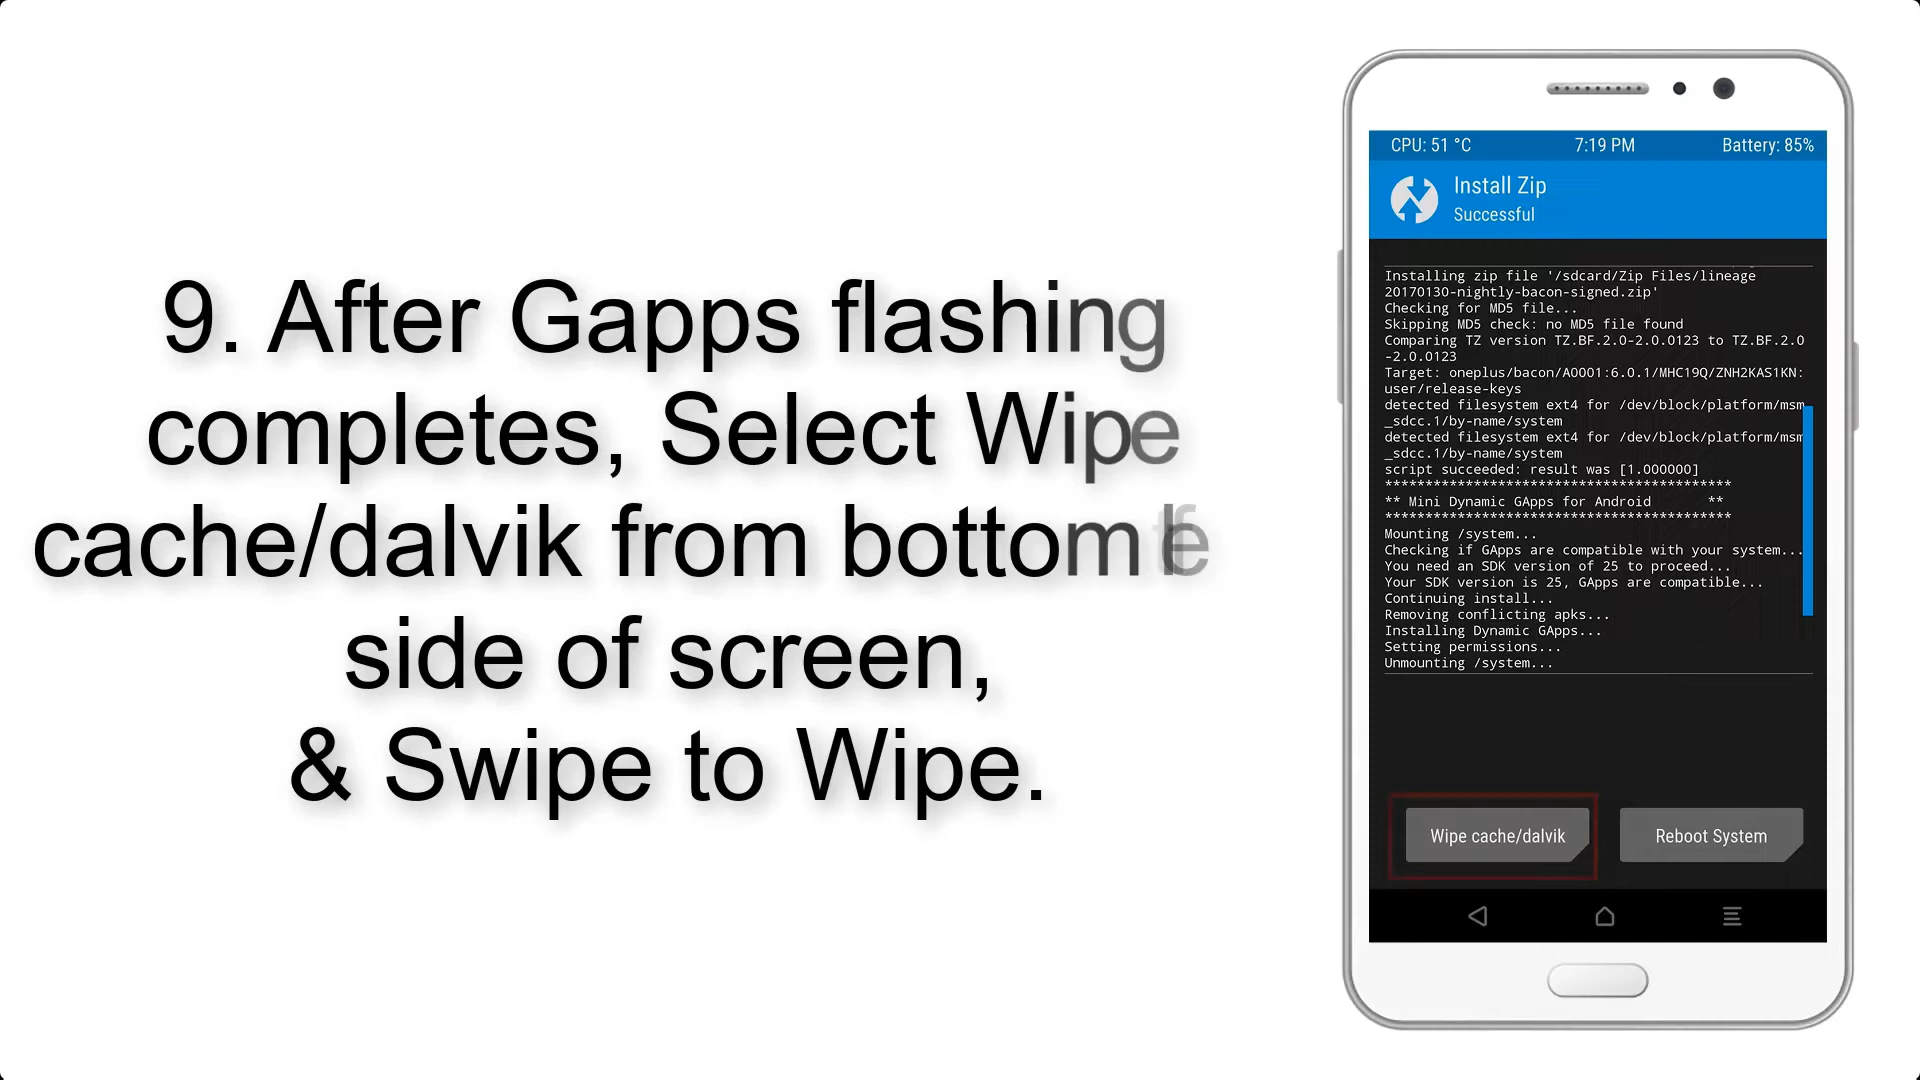 9. After Gapps flashing
completes, Select Wipe
cache/dalvik from bottom
side of screen,
& Swipe to Wipe.
CPU: 51 °C 7:19 PM Battery: 85%
Install Zip
Successful
Installing zip file '/sdcard/Zip Files/lineage
20170130-nightly-bacon-signed.zip'
Checking for MD5 file...
Skipping MD5 check: no MD5 file found
Comparing TZ version TZ.BF.2.0-2.0.0123 to TZ.BF.2.0
-2.0.0123
Target: oneplus/bacon/A0001:6.0.1/MHC19Q/ZNH2KAS1KN:
user/release-keys
detected filesystem ext4 for /dev/block/platform/msm
_sdcc.1/by-name/system
detected filesystem ext4 for /dev/block/platform/msm
_sdcc.1/by-name/system
script succeeded: result was [1.000000]
******************************************
** Mini Dynamic GApps for Android **
******************************************
Mounting /system...
Checking if GApps are compatible with your system...
You need an SDK version of 25 to proceed...
Your SDK version is 25, GApps are compatible...
Continuing install...
Removing conflicting apks...
Installing Dynamic GApps...
Setting permissions...
Unmounting /system...
Wipe cache/dalvik Reboot System